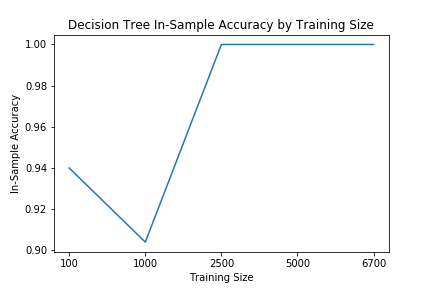 Decision Tree In-Sample Accuracy by Training Size
1.00
0.98
0.96
0.94
0.92
0.90
In-Sample Accuracy
100 1000 2500 5000 6700
Training Size